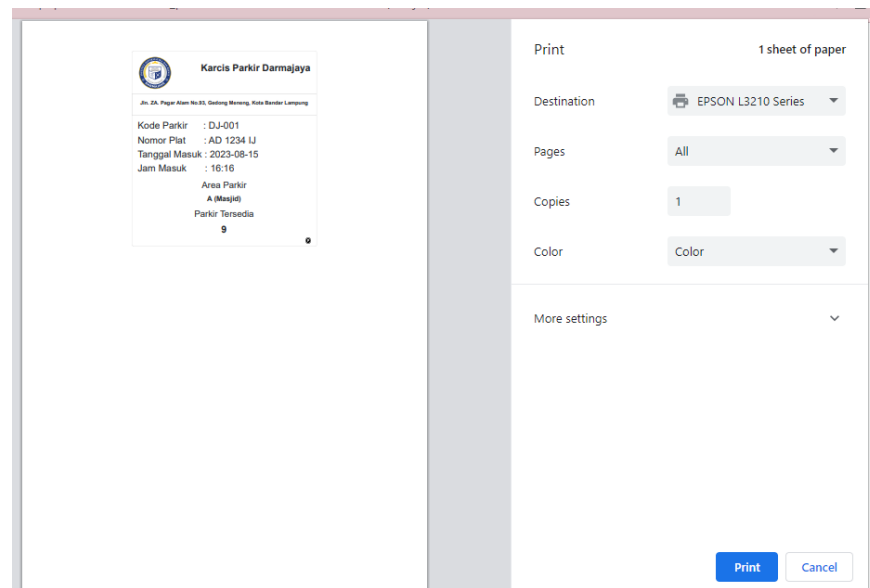 Karcis Parkir Darmajaya
Jln. ZA. Pagar Alam No.93, Gedong Meneng, Kota Bandar Lampung
Kode Parkir : DJ-001
Nomor Plat : AD 1234 IJ
Tanggal Masuk : 2023-08-15
Jam Masuk : 16:16
Area Parkir
A (Masjid)
Parkir Tersedia
9
Print 1 sheet of paper
Destination EPSON L3210 Series
Pages All
Copies 1
Color Color
More settings
Print Cancel